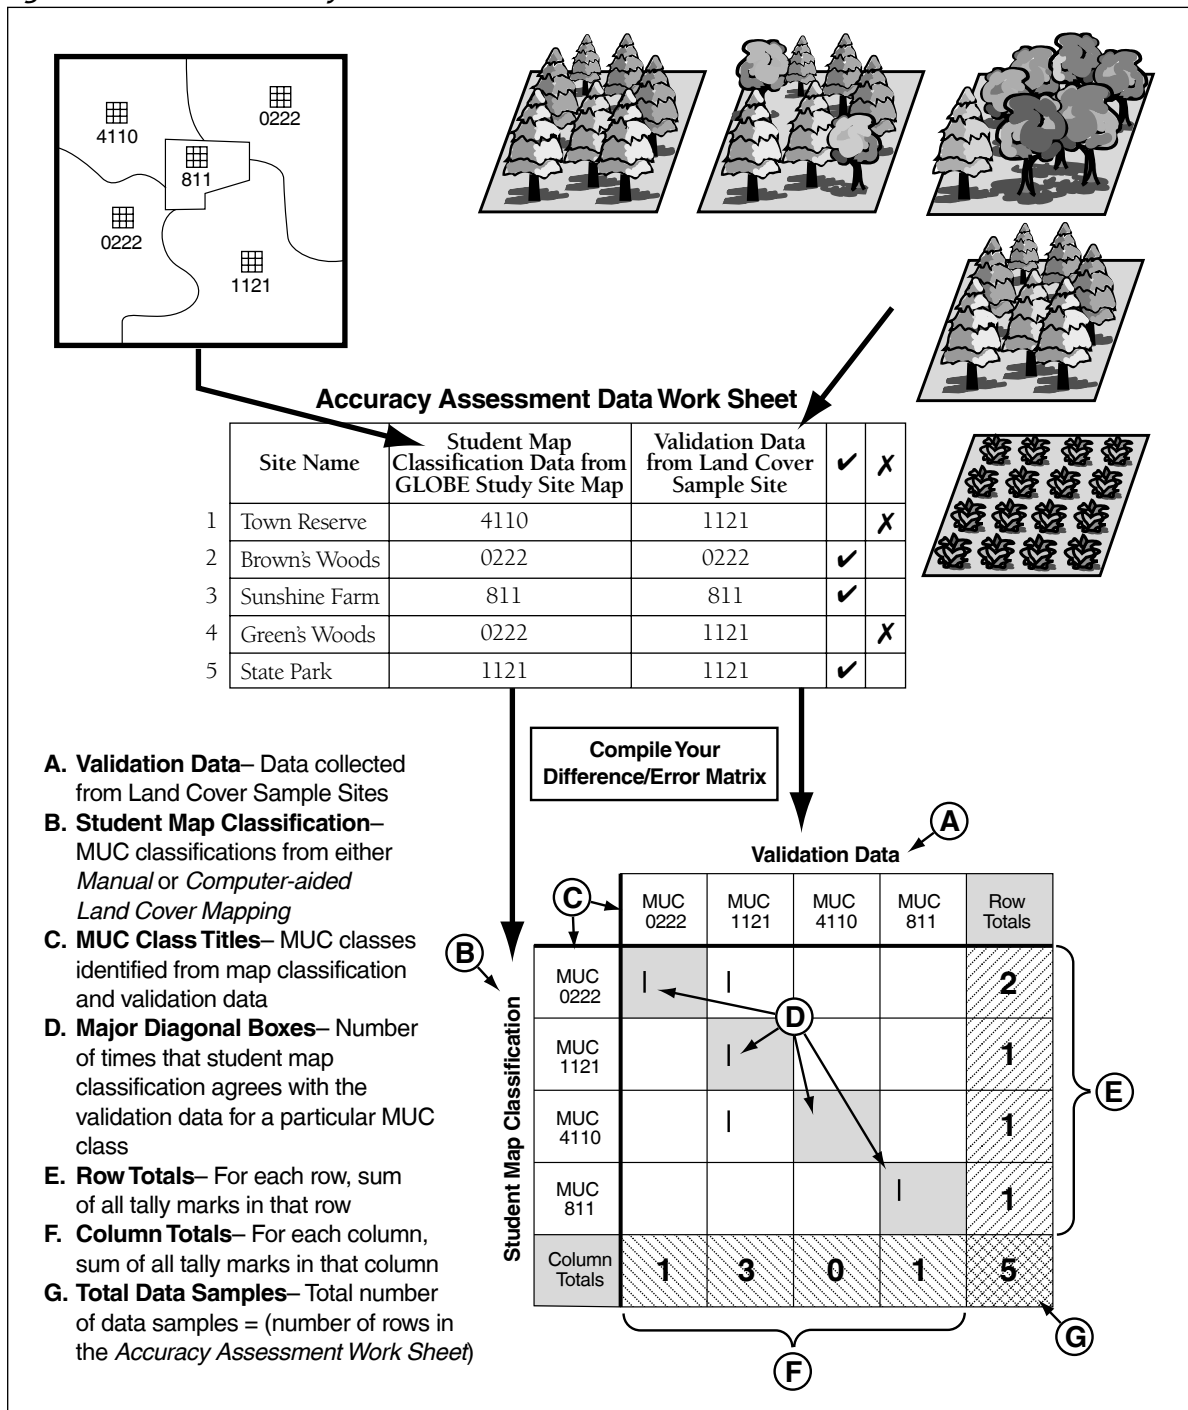 4110
0222
811
0222
1121
Accuracy Assessment Data Work Sheet
Site Name
Student Map
Classification Data from
GLOBE Study Site Map
Validation Data
from Land Cover
Sample Site
✔ ✗
1 Town Reserve 4110 1121 ✗
2 Brown's Woods 0222 0222 ✔
3 Sunshine Farm 811 811 ✔
4 Green's Woods 0222 1121 ✗
5 State Park 1121 1121 ✔
Compile Your
Difference/Error Matrix
A. Validation Data– Data collected
from Land Cover Sample Sites
B. Student Map Classification–
MUC classifications from either
Manual or Computer-aided
Land Cover Mapping
C. MUC Class Titles– MUC classes
identified from map classification
and validation data
D. Major Diagonal Boxes– Number
of times that student map
classification agrees with the
validation data for a particular MUC
class
E. Row Totals– For each row, sum
of all tally marks in that row
F. Column Totals– For each column,
sum of all tally marks in that column
G. Total Data Samples– Total number
of data samples = (number of rows in
the Accuracy Assessment Work Sheet)
A
Validation Data
C
B
Student Map Classification
MUC 0222
MUC 1121
MUC 4110
MUC 811
Row Totals
MUC 0222 | | 2
D
MUC 1121 | 1
MUC 4110 | 1
MUC 811 | 1
E
Column Totals 1 3 0 1 5
F
G